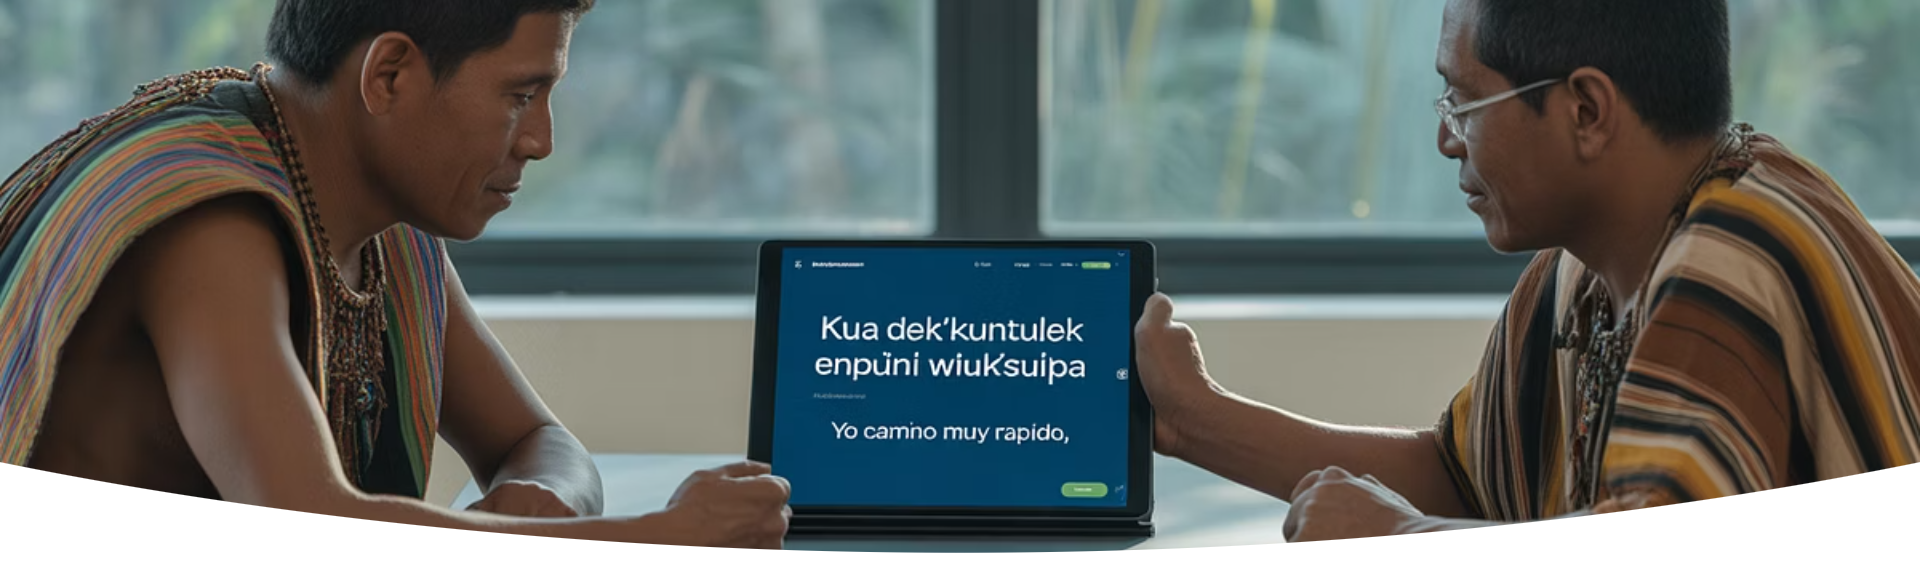 Kua dek'kuntulek
enpüni wiuk'suipa
Yo camino muy rapido,